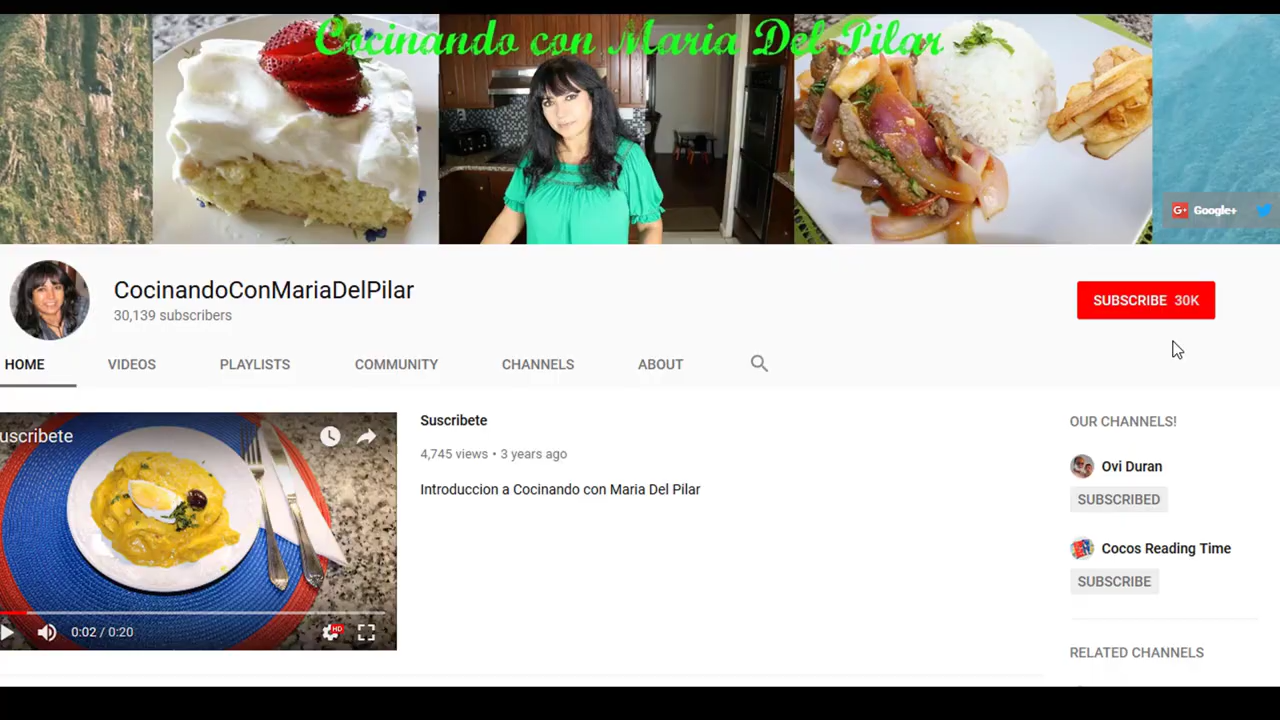 Cocinando con Maria Del Pilar
Google+
CocinandoConMariaDelPilar
30,139 subscribers
SUBSCRIBE 30K
HOME VIDEOS PLAYLISTS COMMUNITY CHANNELS ABOUT
uscribete
Suscribete
4,745 views • 3 years ago
Introduccion a Cocinando con Maria Del Pilar
0:02 / 0:20
HD
OUR CHANNELS!
Ovi Duran
SUBSCRIBED
Cocos Reading Time
SUBSCRIBE
RELATED CHANNELS